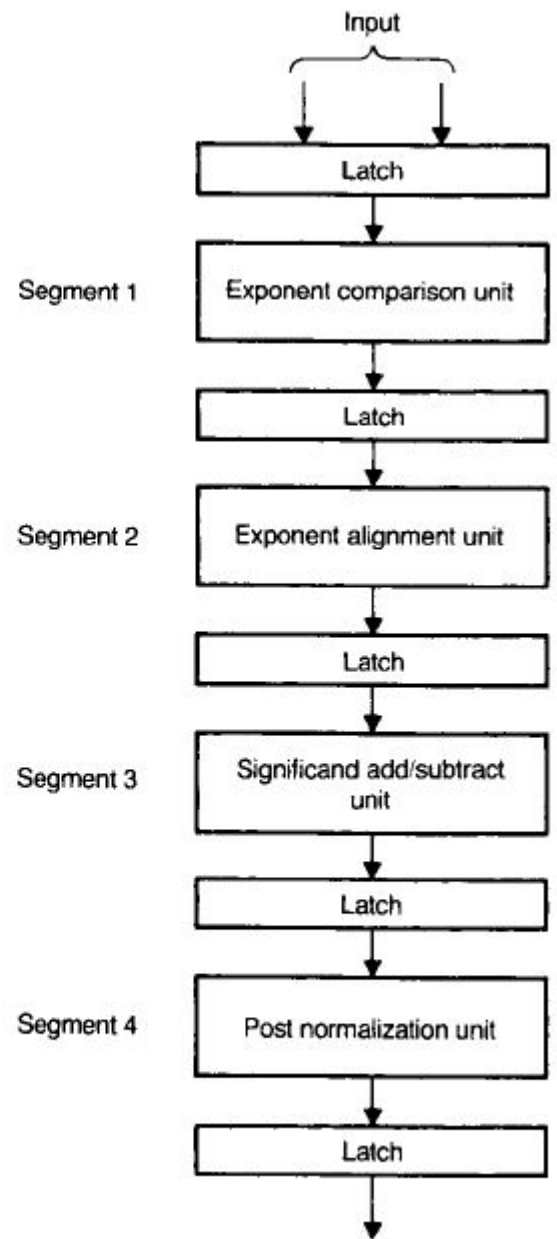 Input
Latch
Segment 1
Exponent comparison unit
Latch
Segment 2
Exponent alignment unit
Latch
Segment 3
Significand add/subtract
unit
Latch
Segment 4
Post normalization unit
Latch